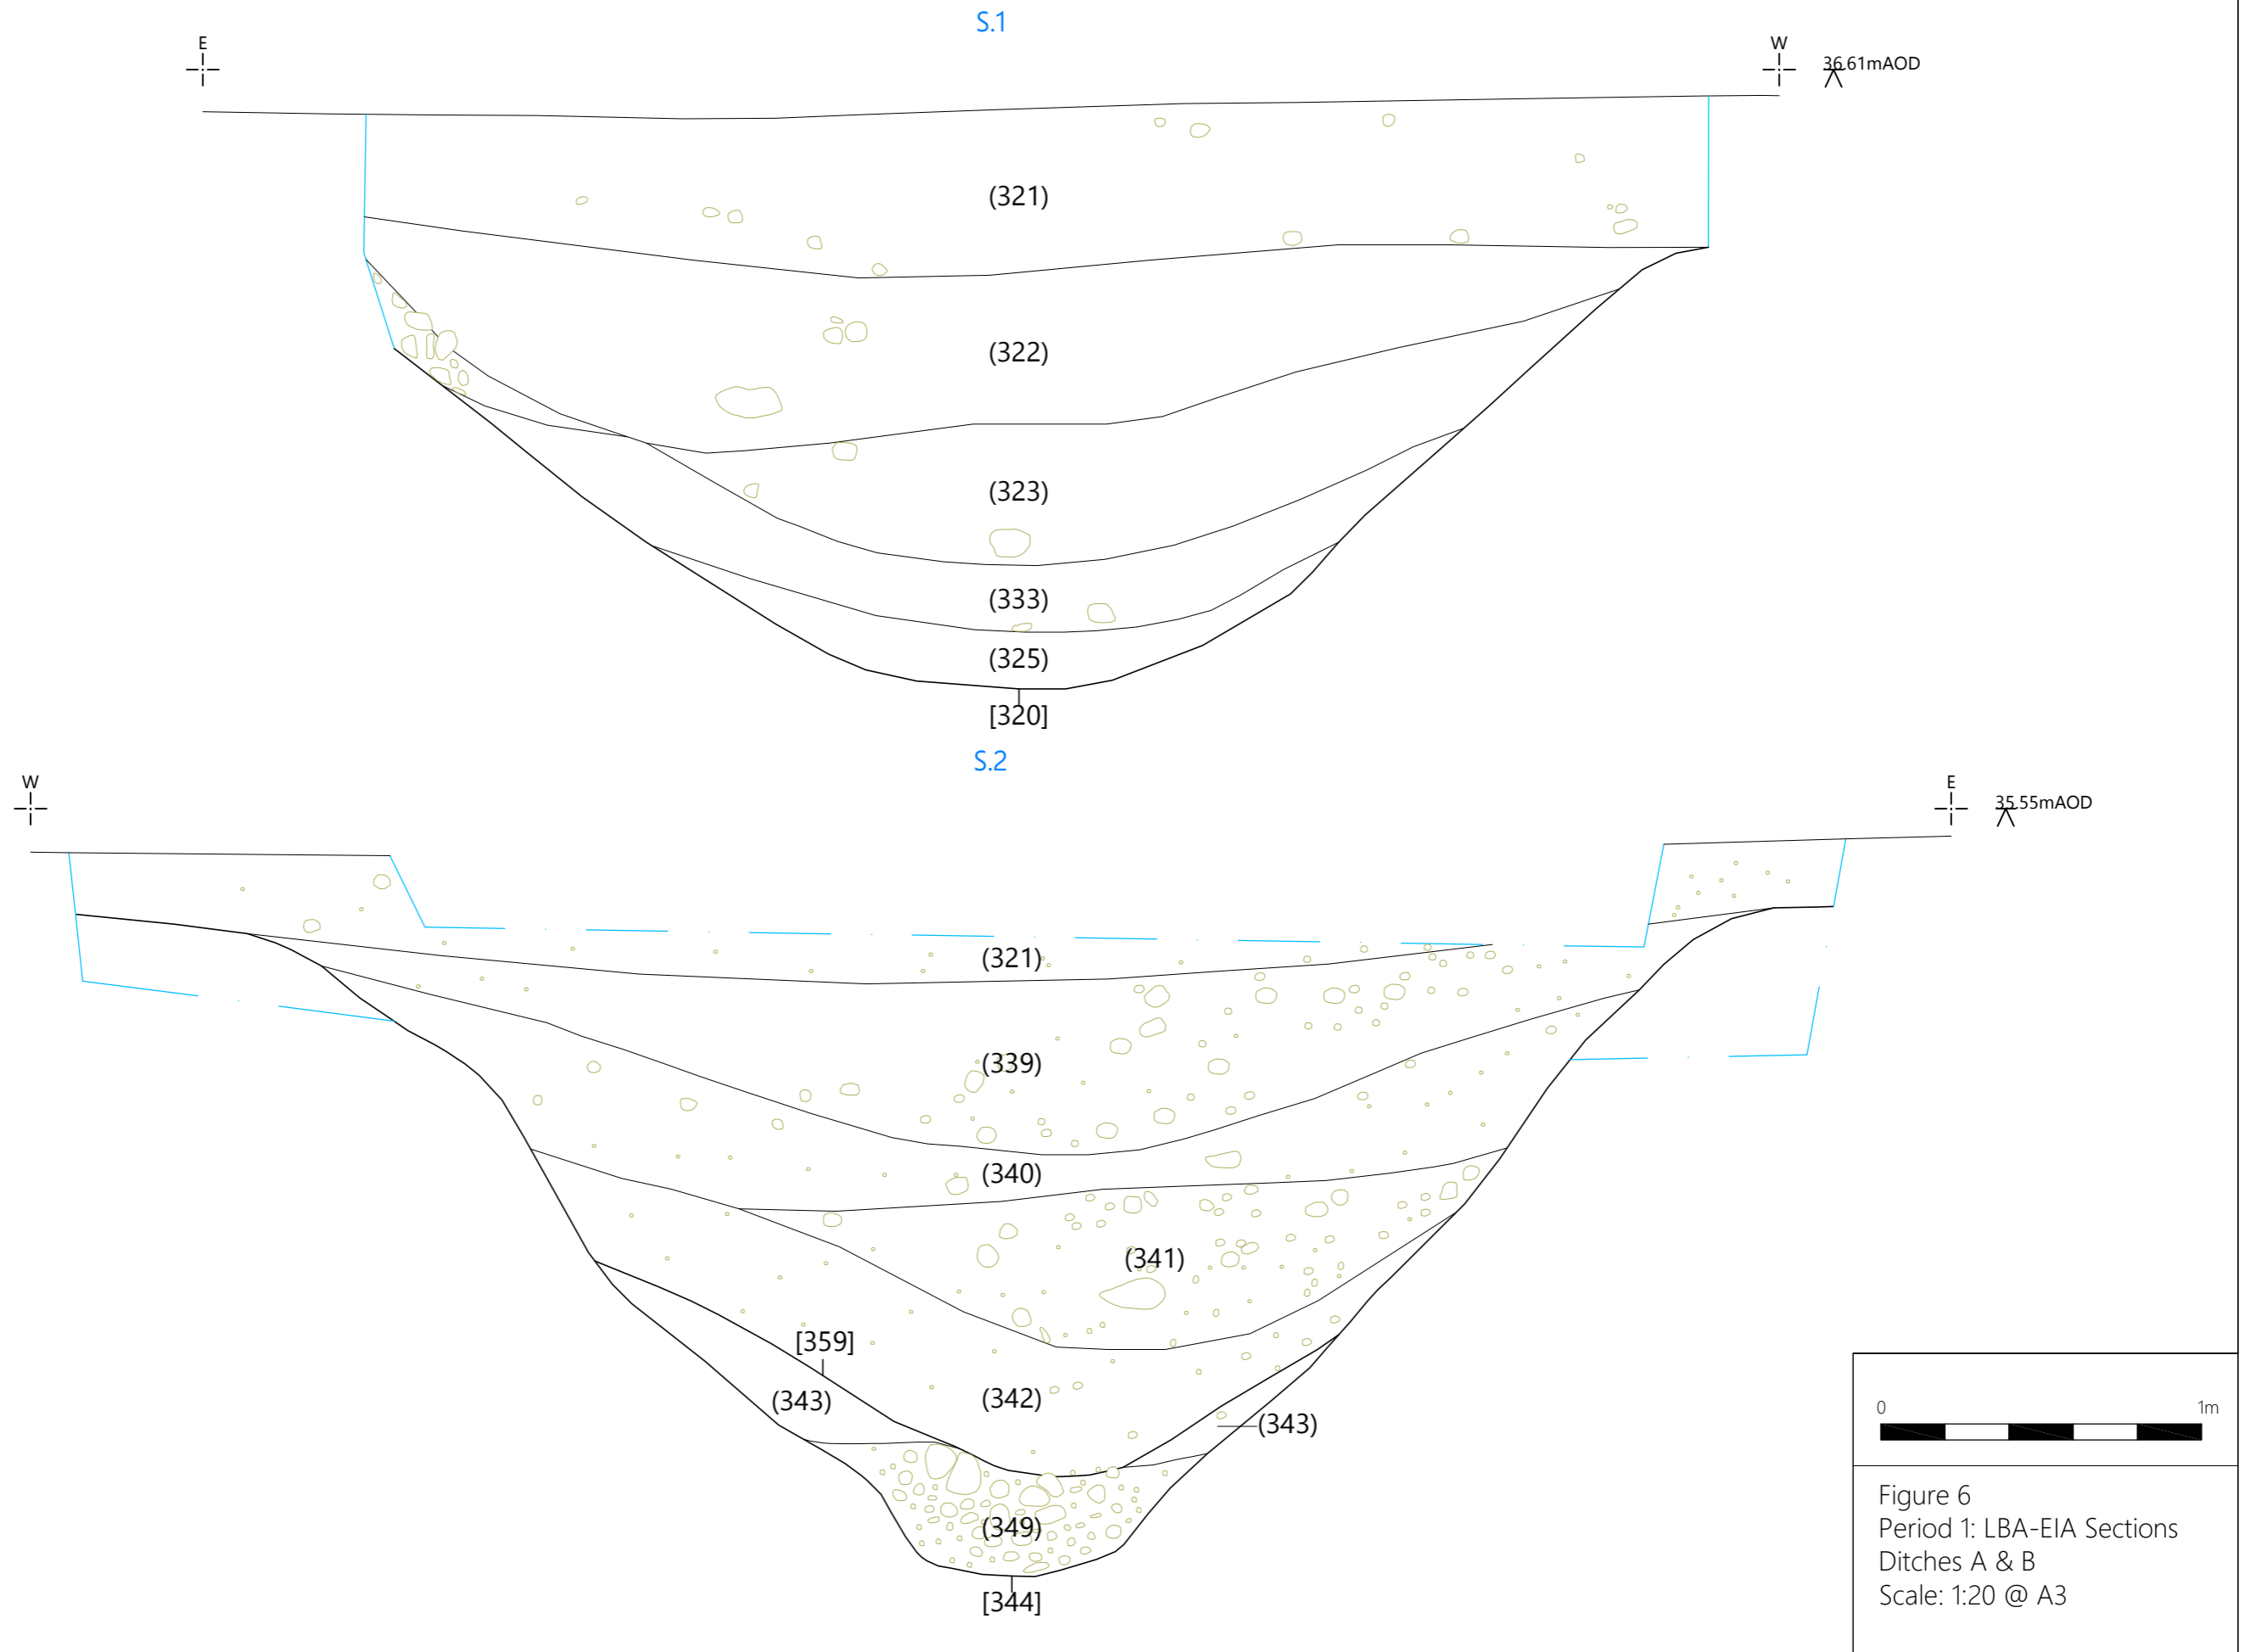 S.1
E
W
36.61mAOD
(321)
(322)
(323)
(333)
(325)
[320]
S.2
W
E
35.55mAOD
(321)
(339)
(340)
(341)
[359]
(342)
(343)
(343)
(349)
[344]
0 1m
Figure 6
Period 1: LBA-EIA Sections
Ditches A & B
Scale: 1:20 @ A3